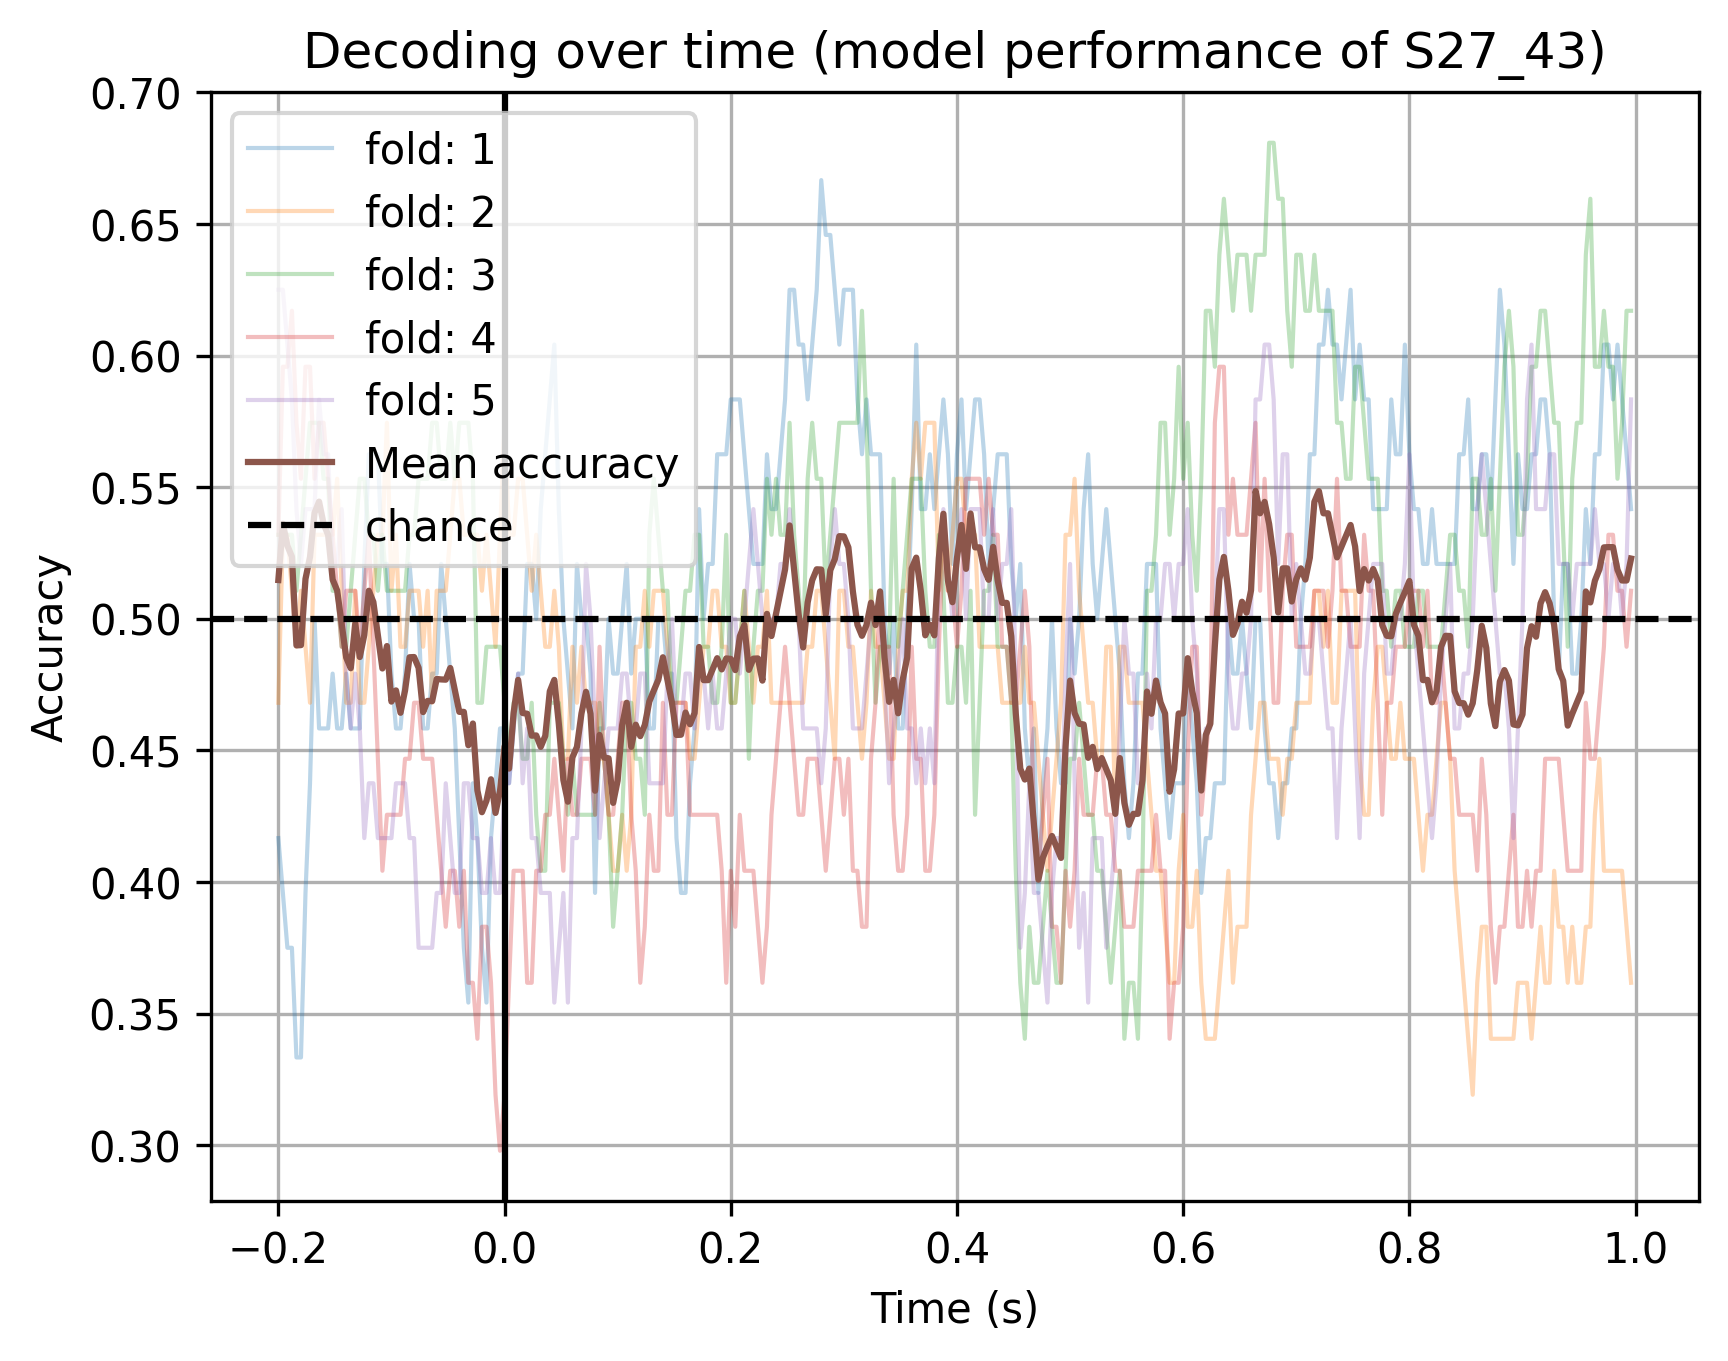 Decoding over time (model performance of S27_43)
0.70
0.65
0.60
0.55
0.50
0.45
0.40
0.35
0.30
Accuracy
fold: 1
fold: 2
fold: 3
fold: 4
fold: 5
Mean accuracy
chance
−0.2 0.0 0.2 0.4 0.6 0.8 1.0
Time (s)